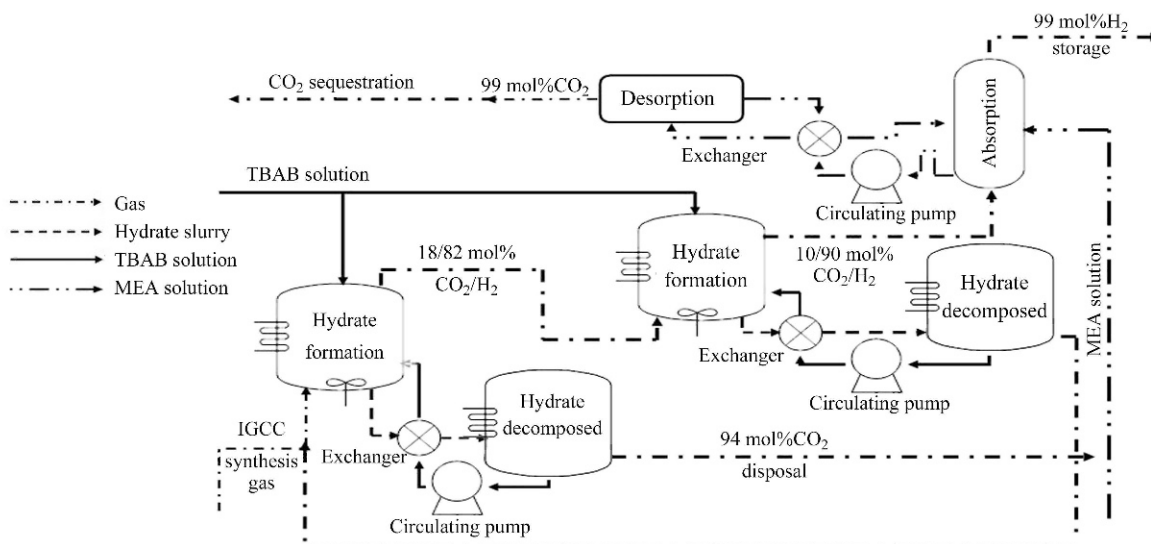 99 mol%H₂
storage
CO₂ sequestration
99 mol%CO₂
Desorption
Absorption
Exchanger
Circulating pump
TBAB solution
Gas
Hydrate slurry
TBAB solution
MEA solution
18/82 mol%
CO₂/H₂
Hydrate
formation
10/90 mol%
CO₂/H₂
Hydrate
decomposed
MEA solution
Hydrate
formation
Exchanger
Circulating pump
Hydrate
decomposed
IGCC
synthesis
gas
Exchanger
94 mol%CO₂
disposal
Circulating pump